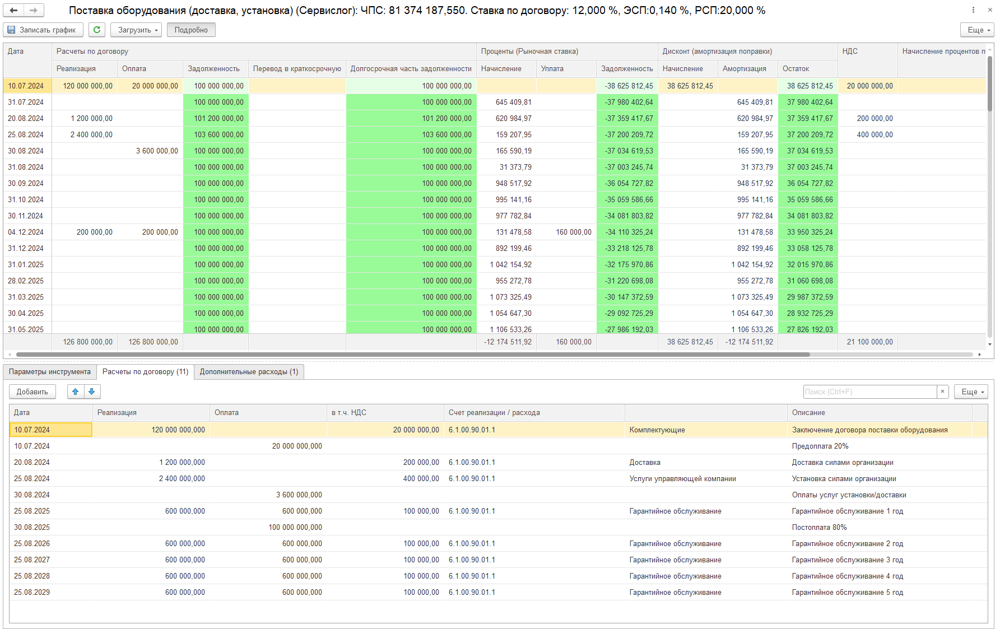 Поставка оборудования (доставка, установка) (Сервислог): ЧПС: 81 374 187,550. Ставка по договору: 12,000 %, ЭСП:0,140 %, РСП:20,000 %
Записать график Загрузить Подробно Еще
Дата Расчеты по договору Проценты (Рыночная ставка) Дисконт (амортизация поправки) НДС Начисление процентов п
Реализация Оплата Задолженность Перевод в краткосрочную Долгосрочная часть задолженности Начисление Уплата Задолженность Начисление Амортизация Остаток
10.07.2024 120 000 000,00 20 000 000,00 100 000 000,00 100 000 000,00 -38 625 812,45 38 625 812,45 38 625 812,45 20 000 000,00
31.07.2024 100 000 000,00 100 000 000,00 645 409,81 -37 980 402,64 645 409,81 37 980 402,64
20.08.2024 1 200 000,00 101 200 000,00 101 200 000,00 620 984,97 -37 359 417,67 620 984,97 37 359 417,67 200 000,00
25.08.2024 2 400 000,00 103 600 000,00 103 600 000,00 159 207,95 -37 200 209,72 159 207,95 37 200 209,72 400 000,00
30.08.2024 3 600 000,00 100 000 000,00 100 000 000,00 165 590,19 -37 034 619,53 165 590,19 37 034 619,53
31.08.2024 100 000 000,00 100 000 000,00 31 373,79 -37 003 245,74 31 373,79 37 003 245,74
30.09.2024 100 000 000,00 100 000 000,00 948 517,92 -36 054 727,82 948 517,92 36 054 727,82
31.10.2024 100 000 000,00 100 000 000,00 995 141,16 -35 059 586,66 995 141,16 35 059 586,66
30.11.2024 100 000 000,00 100 000 000,00 977 782,84 -34 081 803,82 977 782,84 34 081 803,82
04.12.2024 200 000,00 200 000,00 100 000 000,00 100 000 000,00 131 478,58 160 000,00 -34 110 325,24 131 478,58 33 950 325,24
31.12.2024 100 000 000,00 100 000 000,00 892 199,46 -33 218 125,78 892 199,46 33 058 125,78
31.01.2025 100 000 000,00 100 000 000,00 1 042 154,92 -32 175 970,86 1 042 154,92 32 015 970,86
28.02.2025 100 000 000,00 100 000 000,00 955 272,78 -31 220 698,08 955 272,78 31 060 698,08
31.03.2025 100 000 000,00 100 000 000,00 1 073 325,49 -30 147 372,59 1 073 325,49 29 987 372,59
30.04.2025 100 000 000,00 100 000 000,00 1 054 647,30 -29 092 725,29 1 054 647,30 28 932 725,29
31.05.2025 100 000 000,00 100 000 000,00 1 106 533,26 -27 986 192,03 1 106 533,26 27 826 192,03
126 800 000,00 126 800 000,00 -12 174 511,92 160 000,00 38 625 812,45 -12 174 511,92 21 100 000,00
Параметры инструмента Расчеты по договору (11) Дополнительные расходы (1)
Добавить Поиск (Ctrl+F) × Еще
Дата Реализация Оплата в т.ч. НДС Счет реализации / расхода Описание
10.07.2024 120 000 000,000 20 000 000,00 6.1.00.90.01.1 Комплектующие Заключение договора поставки оборудования
10.07.2024 20 000 000,000 Предоплата 20%
20.08.2024 1 200 000,000 200 000,00 6.1.00.90.01.1 Доставка Доставка силами организации
25.08.2024 2 400 000,000 400 000,00 6.1.00.90.01.1 Услуги управляющей компании Установка силами организации
30.08.2024 3 600 000,000 Оплаты услуг установки/доставки
25.08.2025 600 000,000 600 000,000 100 000,00 6.1.00.90.01.1 Гарантийное обслуживание Гарантийное обслуживание 1 год
30.08.2025 100 000 000,000 Постоплата 80%
25.08.2026 600 000,000 600 000,000 100 000,00 6.1.00.90.01.1 Гарантийное обслуживание Гарантийное обслуживание 2 год
25.08.2027 600 000,000 600 000,000 100 000,00 6.1.00.90.01.1 Гарантийное обслуживание Гарантийное обслуживание 3 год
25.08.2028 600 000,000 600 000,000 100 000,00 6.1.00.90.01.1 Гарантийное обслуживание Гарантийное обслуживание 4 год
25.08.2029 600 000,000 600 000,000 100 000,00 6.1.00.90.01.1 Гарантийное обслуживание Гарантийное обслуживание 5 год